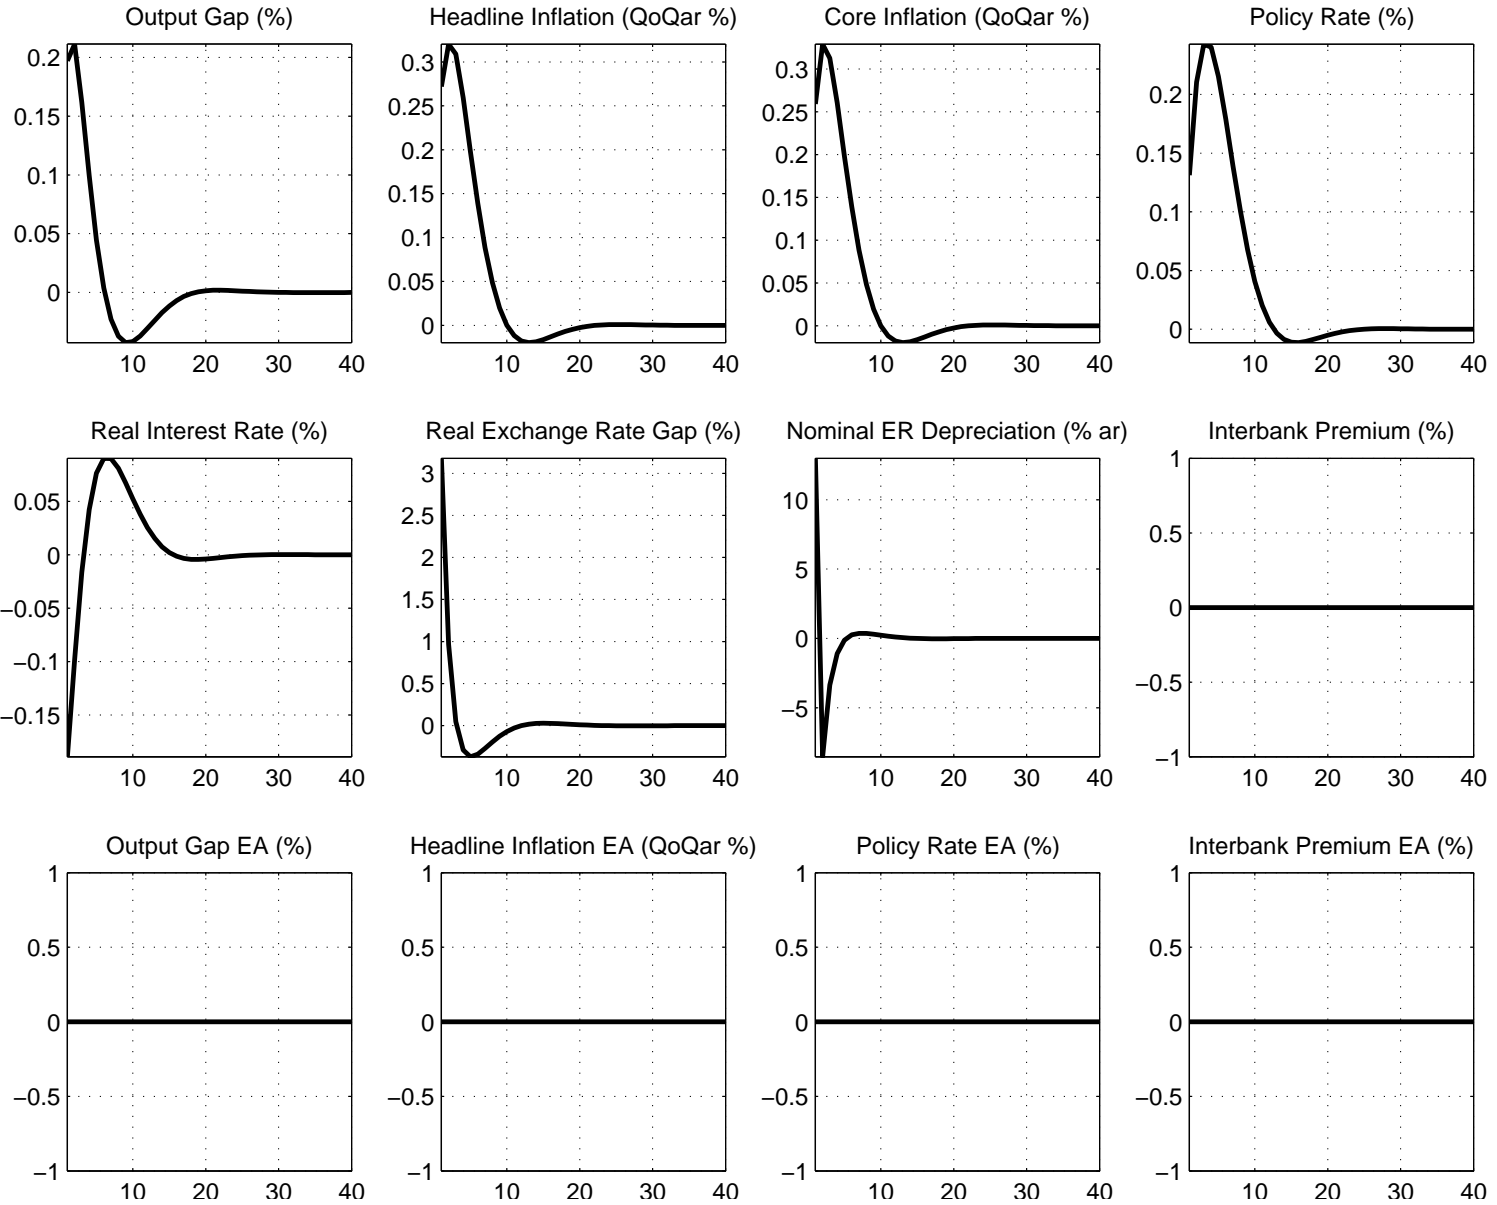 Output Gap (%)
0.2
0.15
0.1
0.05
0
10 20 30 40
Headline Inflation (QoQar %)
0.3
0.25
0.2
0.15
0.1
0.05
0
10 20 30 40
Core Inflation (QoQar %)
0.3
0.25
0.2
0.15
0.1
0.05
0
10 20 30 40
Policy Rate (%)
0.2
0.15
0.1
0.05
0
10 20 30 40
Real Interest Rate (%)
0.05
0
−0.05
−0.1
−0.15
10 20 30 40
Real Exchange Rate Gap (%)
3
2.5
2
1.5
1
0.5
0
10 20 30 40
Nominal ER Depreciation (% ar)
10
5
0
−5
10 20 30 40
Interbank Premium (%)
1
0.5
0
−0.5
−1
10 20 30 40
Output Gap EA (%)
1
0.5
0
−0.5
−1
10 20 30 40
Headline Inflation EA (QoQar %)
1
0.5
0
−0.5
−1
10 20 30 40
Policy Rate EA (%)
1
0.5
0
−0.5
−1
10 20 30 40
Interbank Premium EA (%)
1
0.5
0
−0.5
−1
10 20 30 40